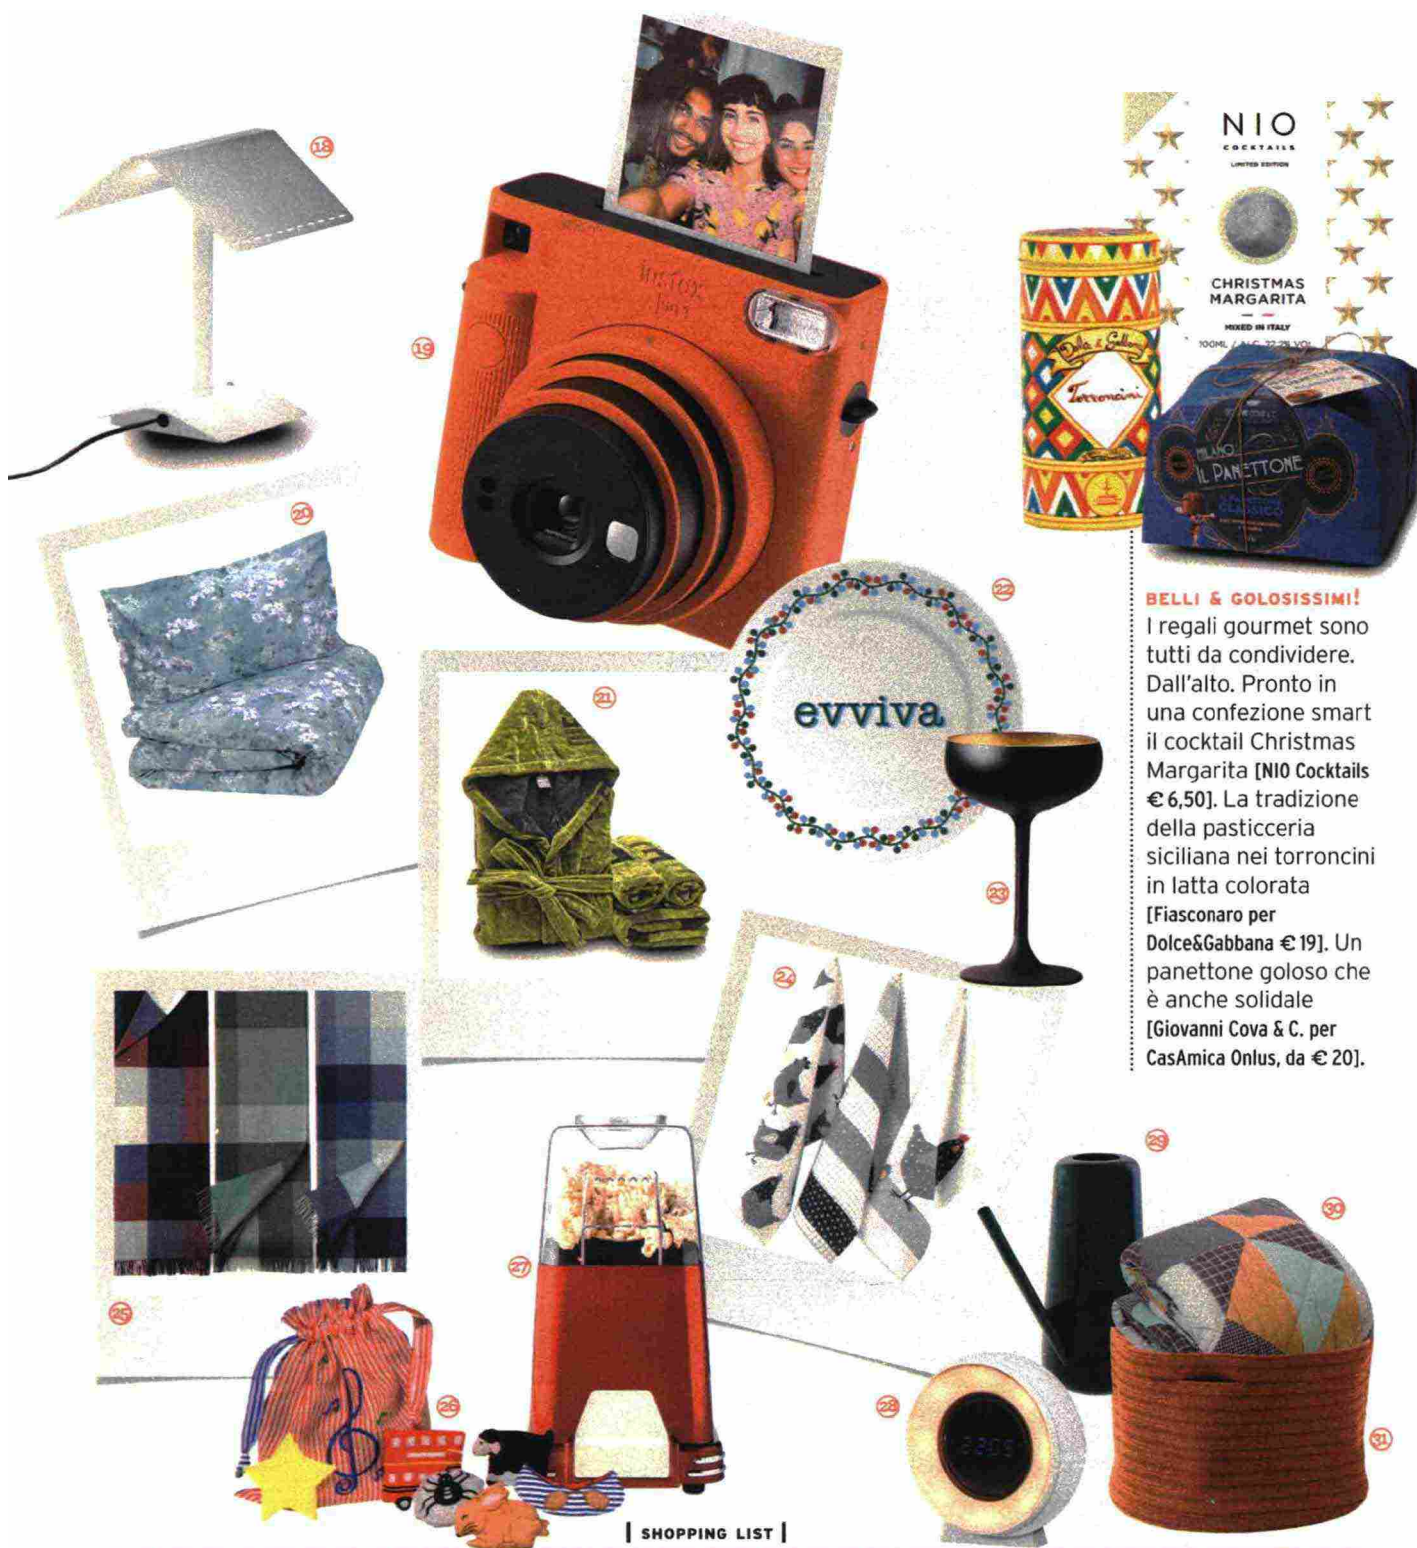 18
19
NIO
COCKTAILS
LIMITED EDITION
CHRISTMAS
MARGARITA
MIXED IN ITALY
Torroncini
MILANO
IL PANETTONE
CLASSICO
20
21
22
evviva
23
BELLI & GOLOSISSIMI!
I regali gourmet sono
tutti da condividere.
Dall'alto. Pronto in
una confezione smart
il cocktail Christmas
Margarita [NIO Cocktails
€ 6,50]. La tradizione
della pasticceria
siciliana nei torroncini
in latta colorata
[Fiasconaro per
Dolce&Gabbana € 19]. Un
panettone goloso che
è anche solidale
[Giovanni Cova & C. per
CasAmica Onlus, da € 20].
24
25
26
27
28
29
30
31
| SHOPPING LIST |